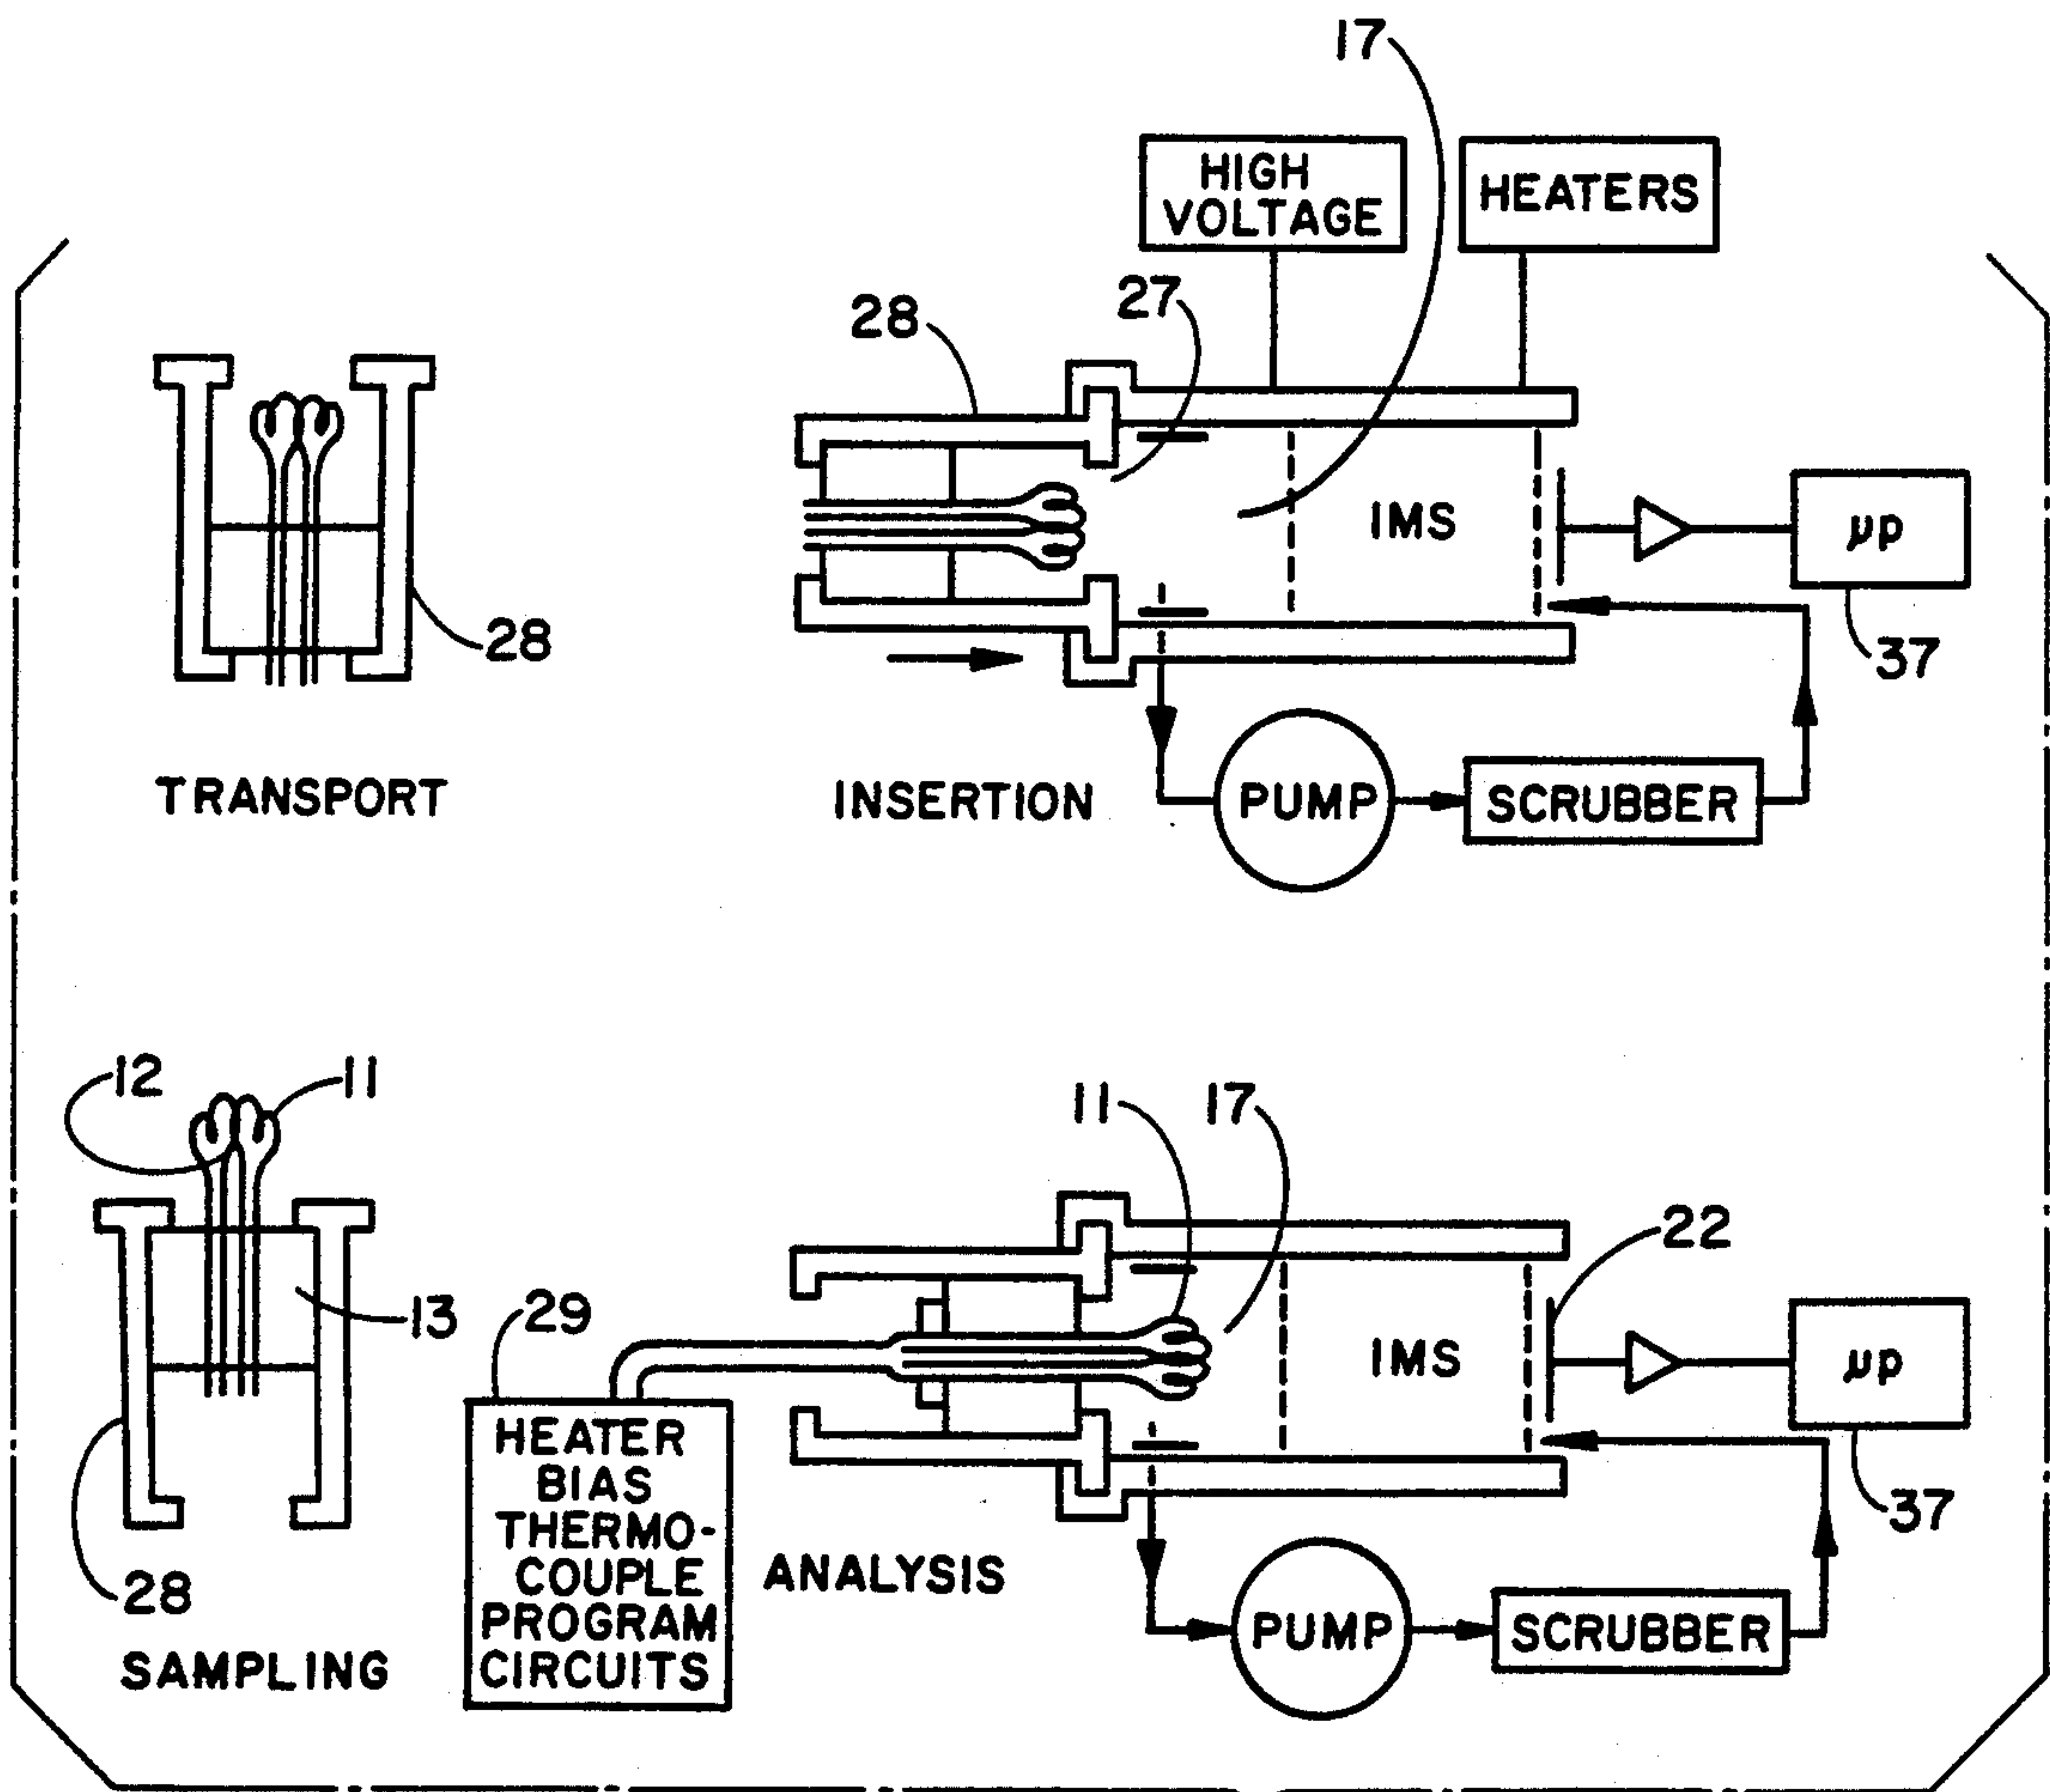 17
HIGH
VOLTAGE
HEATERS
28
27
28
IMS
µp
37
TRANSPORT
INSERTION
PUMP
SCRUBBER
12
11
11
17
22
13
29
IMS
µp
37
28
HEATER
BIAS
THERMO-
COUPLE
PROGRAM
CIRCUITS
ANALYSIS
PUMP
SCRUBBER
SAMPLING